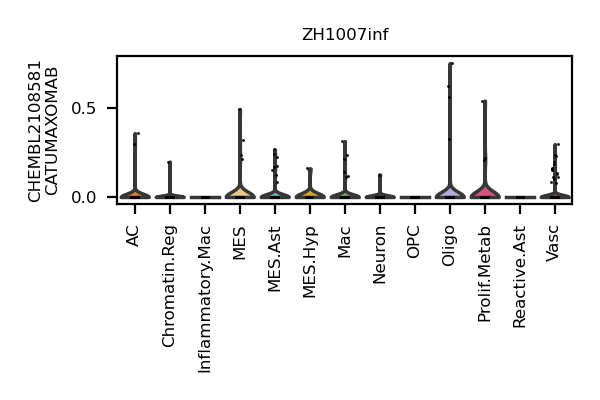 ZH1007inf
CHEMBL2108581
CATUMAXOMAB
0.5
0.0
AC
Chromatin.Reg
Inflammatory.Mac
MES
MES.Ast
MES.Hyp
Mac
Neuron
OPC
Oligo
Prolif.Metab
Reactive.Ast
Vasc